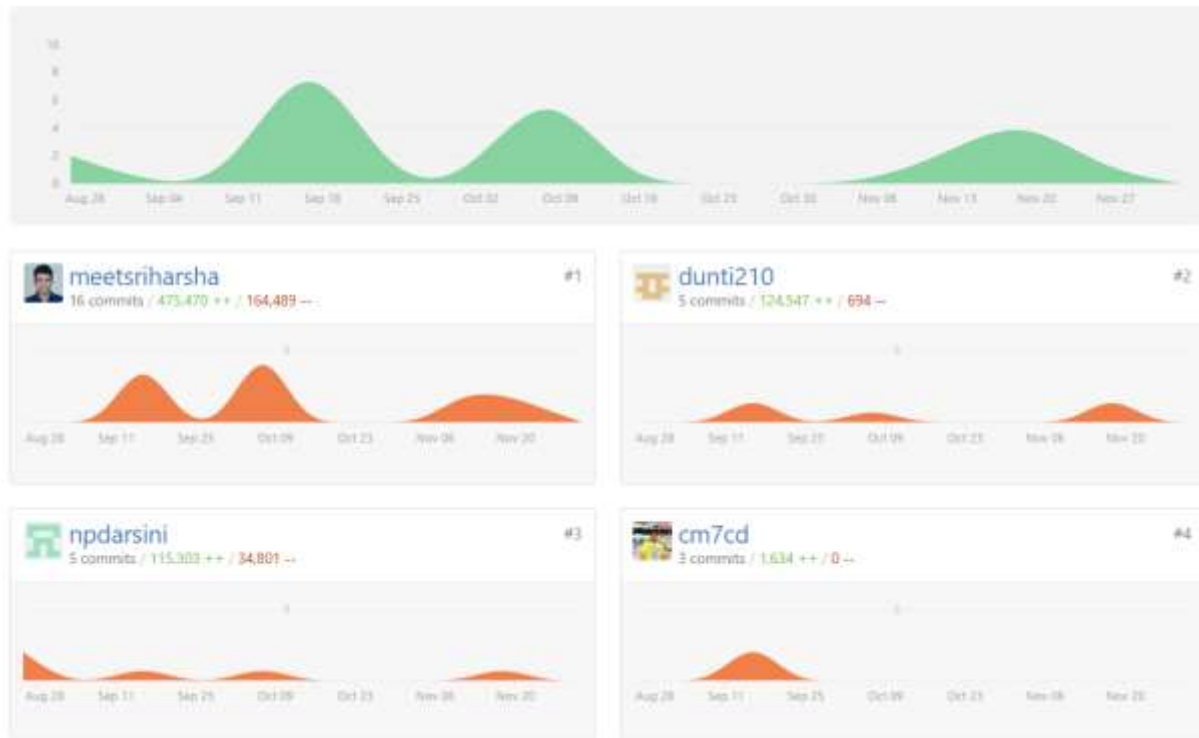 10
8
6
4
2
0
Aug 28 Sep 04 Sep 11 Sep 18 Sep 25 Oct 02 Oct 09 Oct 16 Oct 23 Oct 30 Nov 06 Nov 13 Nov 20 Nov 27
meetsriharsha #1
16 commits / 475,470 ++ / 164,489 --
Aug 28 Sep 11 Sep 25 Oct 09 Oct 23 Nov 06 Nov 20
dunti210 #2
5 commits / 124,547 ++ / 694 --
Aug 28 Sep 11 Sep 25 Oct 09 Oct 23 Nov 06 Nov 20
npdarsini #3
5 commits / 115,303 ++ / 34,801 --
Aug 28 Sep 11 Sep 25 Oct 09 Oct 23 Nov 06 Nov 20
cm7cd #4
3 commits / 1,634 ++ / 0 --
Aug 28 Sep 11 Sep 25 Oct 09 Oct 23 Nov 06 Nov 20